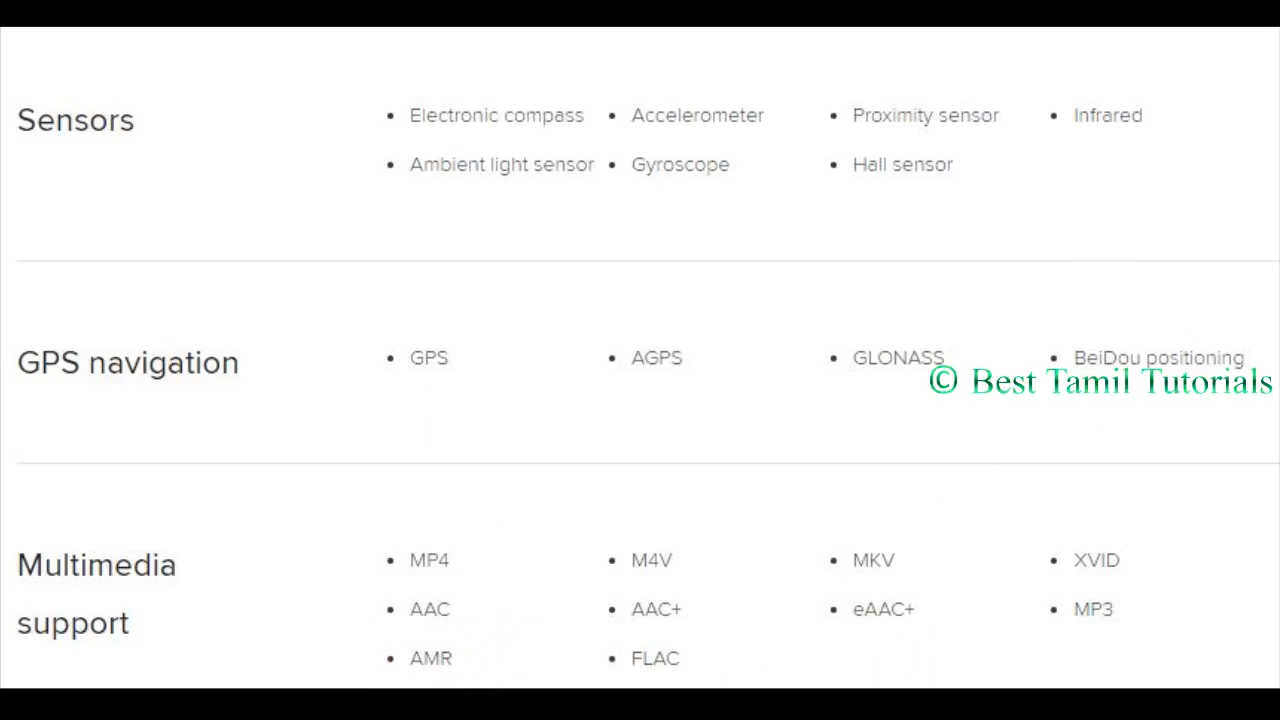 Sensors
• Electronic compass • Accelerometer • Proximity sensor • Infrared
• Ambient light sensor • Gyroscope • Hall sensor
GPS navigation
• GPS • AGPS • GLONASS • BeiDou positioning
© Best Tamil Tutorials
Multimedia
support
• MP4 • M4V • MKV • XVID
• AAC • AAC+ • eAAC+ • MP3
• AMR • FLAC